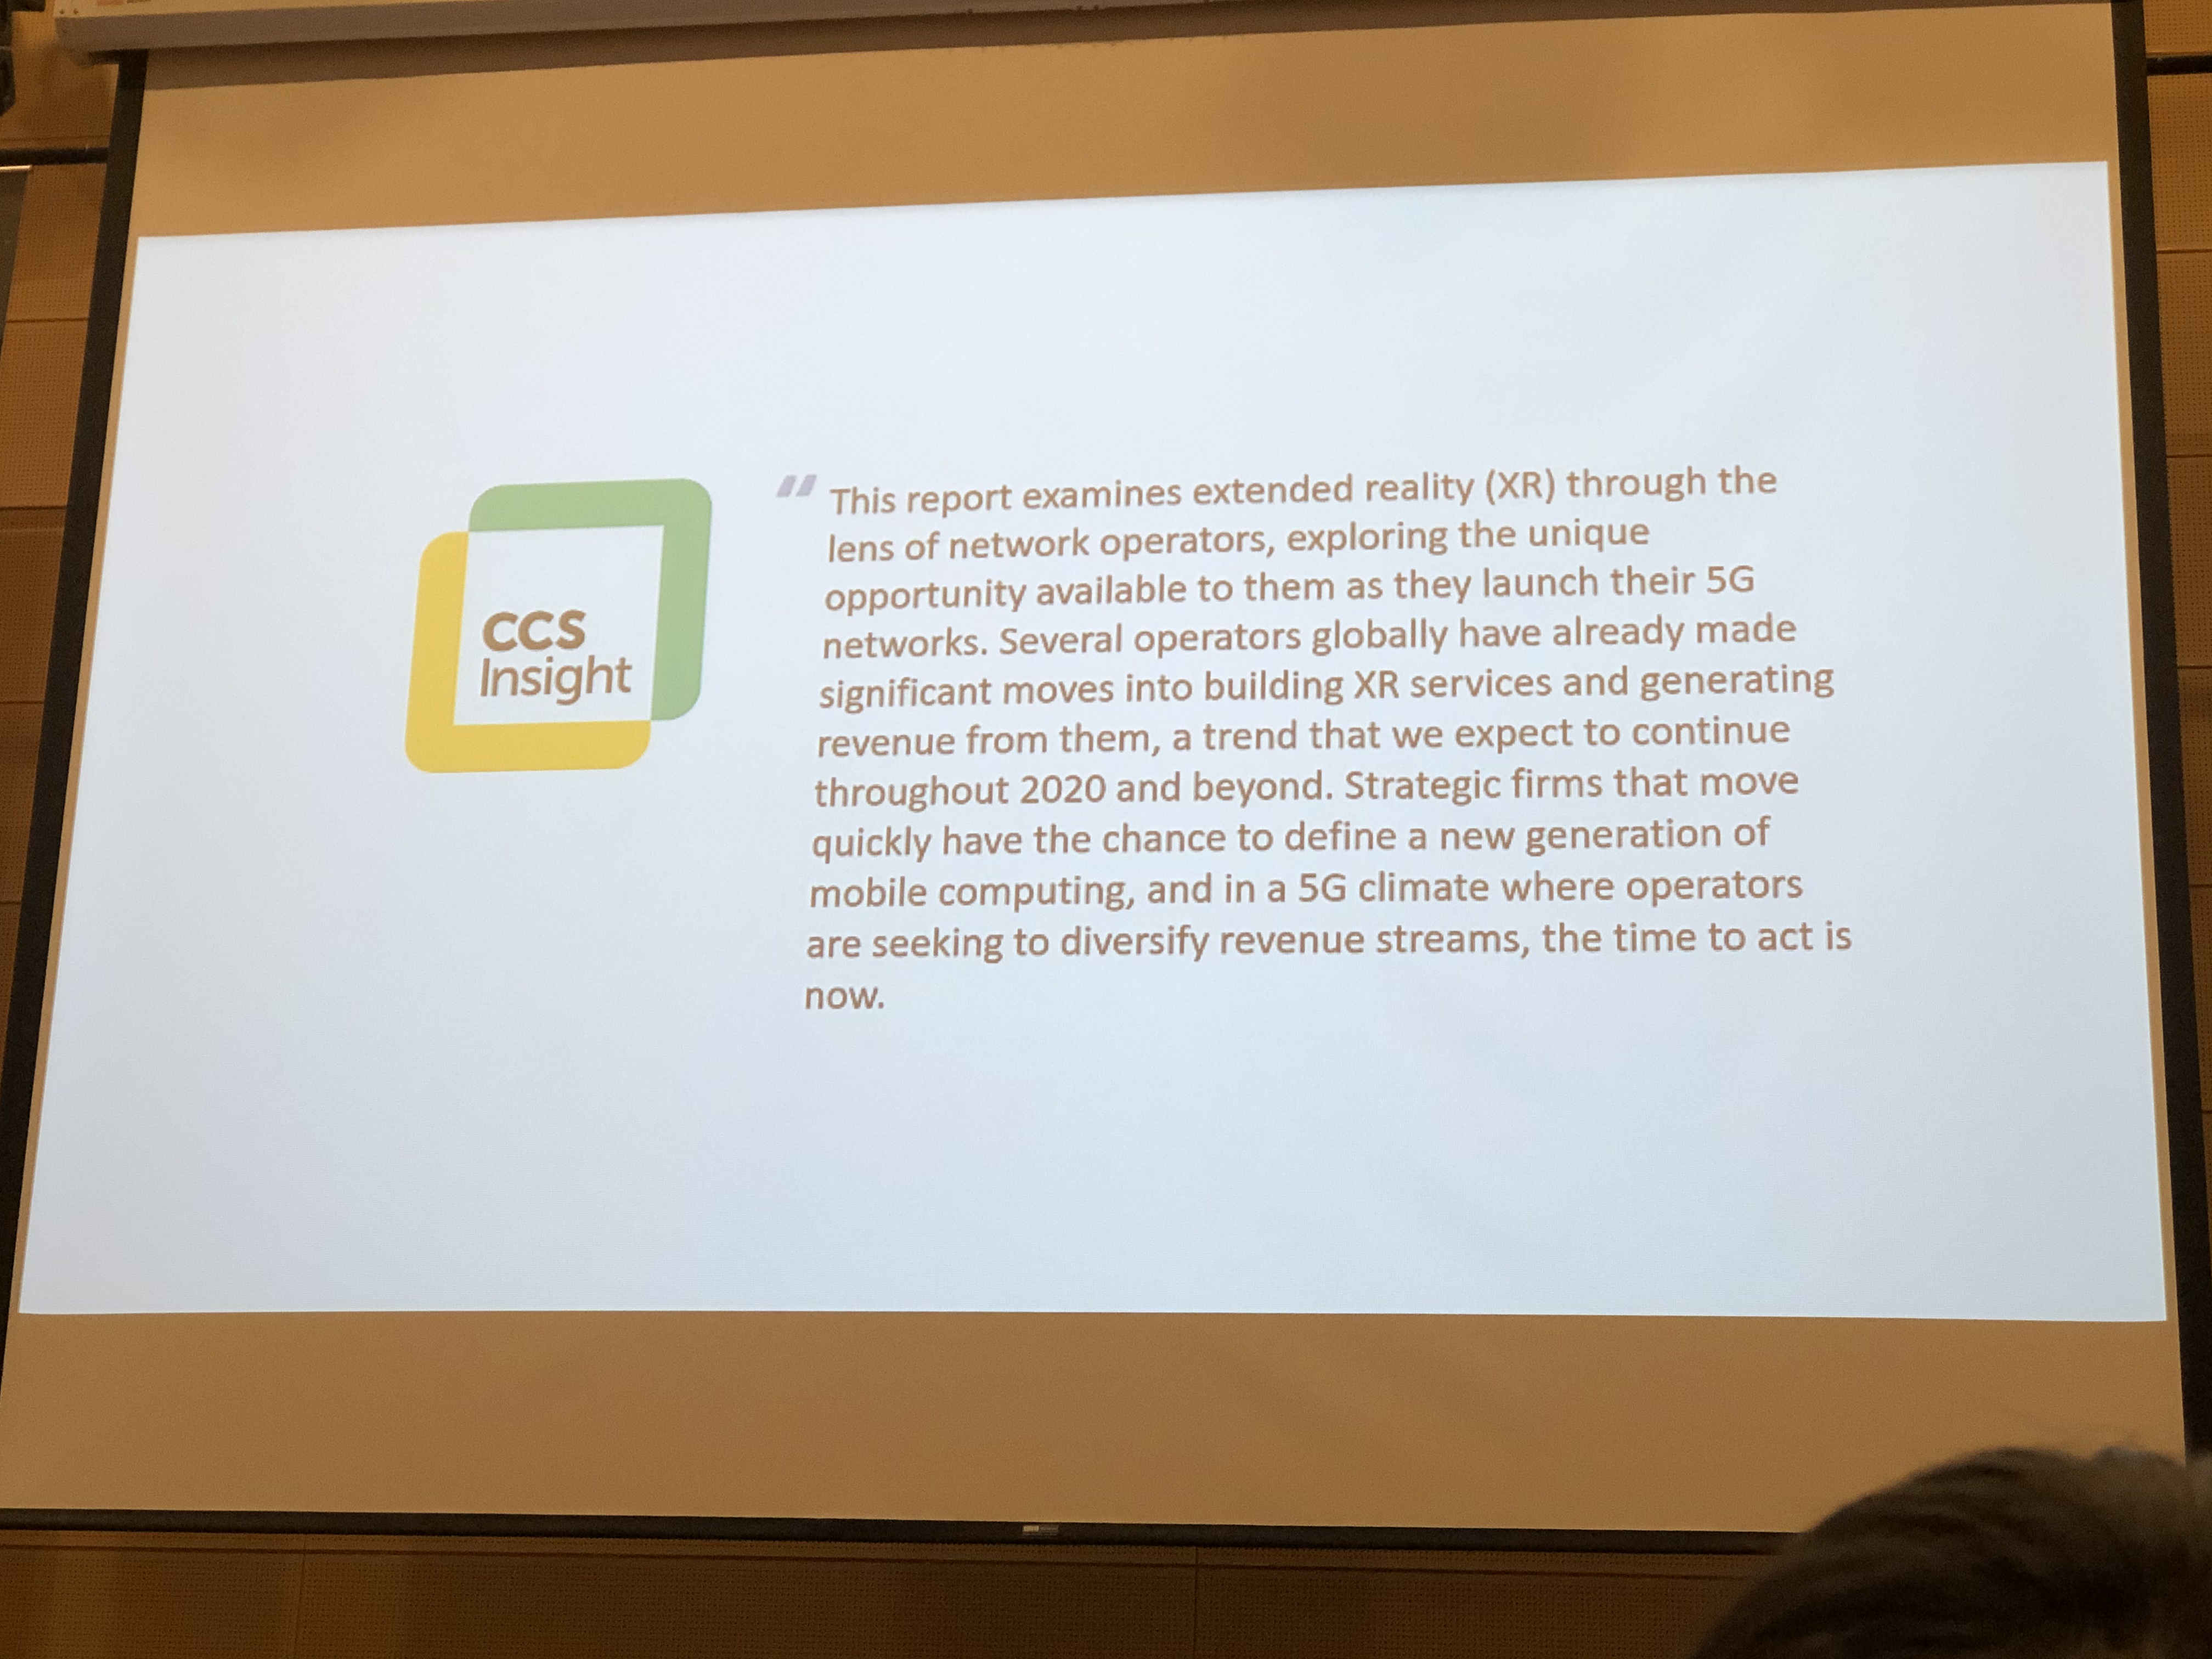 CCS
Insight
" This report examines extended reality (XR) through the
lens of network operators, exploring the unique
opportunity available to them as they launch their 5G
networks. Several operators globally have already made
significant moves into building XR services and generating
revenue from them, a trend that we expect to continue
throughout 2020 and beyond. Strategic firms that move
quickly have the chance to define a new generation of
mobile computing, and in a 5G climate where operators
are seeking to diversify revenue streams, the time to act is
now.